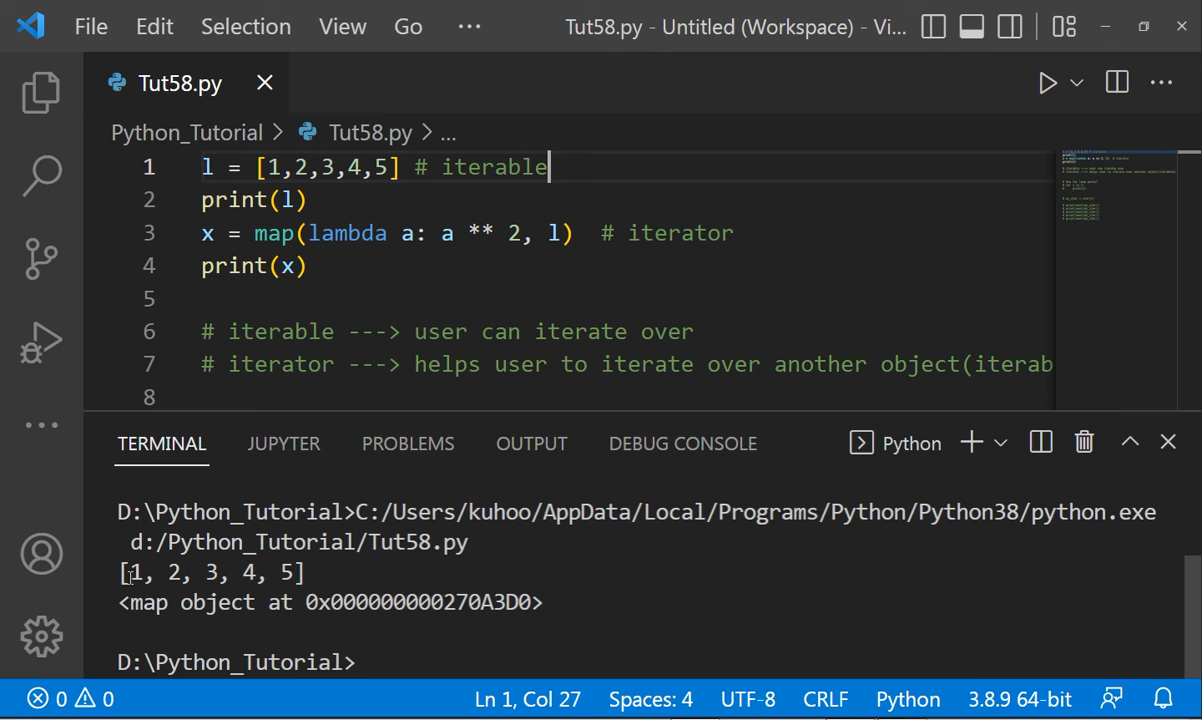 File Edit Selection View Go ··· Tut58.py - Untitled (Workspace) - Vi...
Tut58.py
Python_Tutorial > Tut58.py > ...
1 l = [1,2,3,4,5] # iterable
2 print(l)
3 x = map(lambda a: a ** 2, l)  # iterator
4 print(x)
5
6 # iterable ---> user can iterate over
7 # iterator ---> helps user to iterate over another object(iterab
8
TERMINAL JUPYTER PROBLEMS OUTPUT DEBUG CONSOLE Python
D:\Python_Tutorial>C:/Users/kuhoo/AppData/Local/Programs/Python/Python38/python.exe
d:/Python_Tutorial/Tut58.py
[1, 2, 3, 4, 5]
<map object at 0x000000000270A3D0>
D:\Python_Tutorial>
0 0 Ln 1, Col 27 Spaces: 4 UTF-8 CRLF Python 3.8.9 64-bit